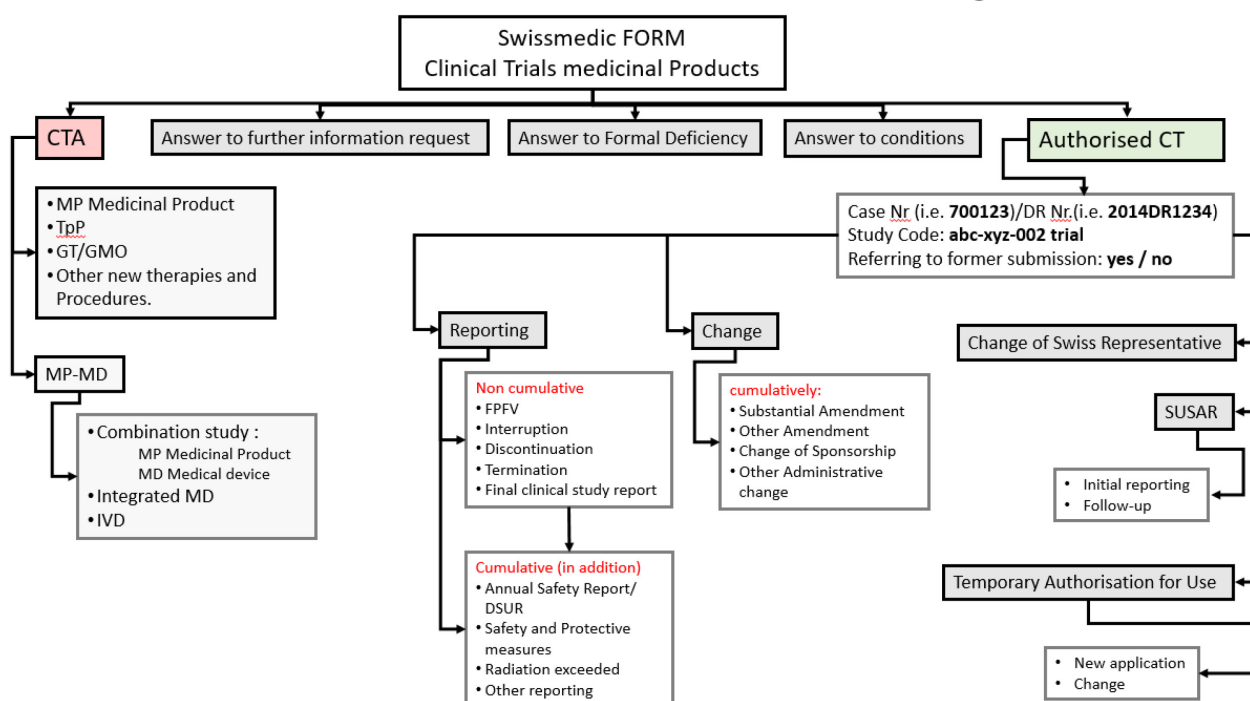 Swissmedic FORM
Clinical Trials medicinal Products
CTA
Answer to further information request
Answer to Formal Deficiency
Answer to conditions
Authorised CT
• MP Medicinal Product
• TpP
• GT/GMO
• Other new therapies and
Procedures.
MP-MD
• Combination study :
MP Medicinal Product
MD Medical device
• Integrated MD
• IVD
Case Nr (i.e. 700123)/DR Nr.(i.e. 2014DR1234)
Study Code: abc-xyz-002 trial
Referring to former submission: yes / no
Reporting
Non cumulative
• FPFV
• Interruption
• Discontinuation
• Termination
• Final clinical study report
Cumulative (in addition)
• Annual Safety Report/
DSUR
• Safety and Protective
measures
• Radiation exceeded
• Other reporting
Change
cumulatively:
• Substantial Amendment
• Other Amendment
• Change of Sponsorship
• Other Administrative
change
Change of Swiss Representative
SUSAR
• Initial reporting
• Follow-up
Temporary Authorisation for Use
• New application
• Change